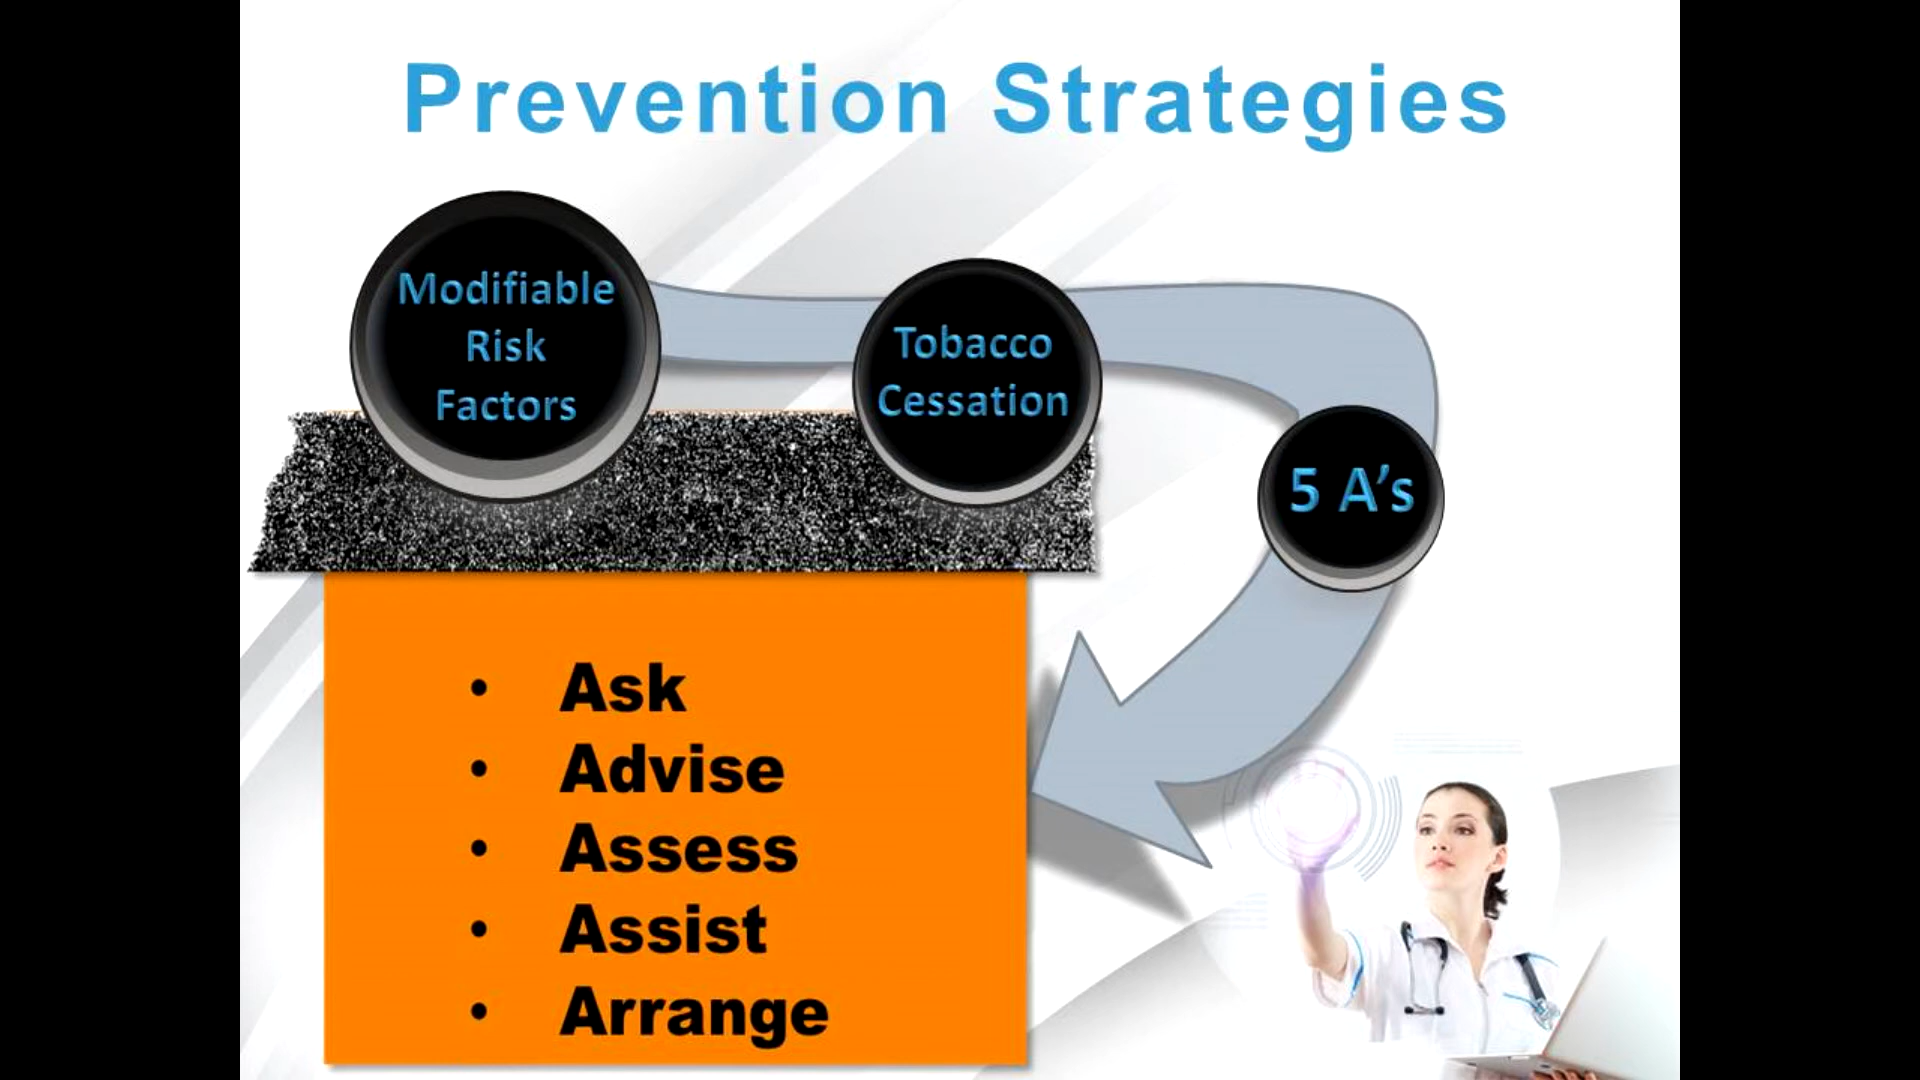 Prevention Strategies
Modifiable
Risk
Factors
Tobacco
Cessation
5 A’s
• Ask
• Advise
• Assess
• Assist
• Arrange